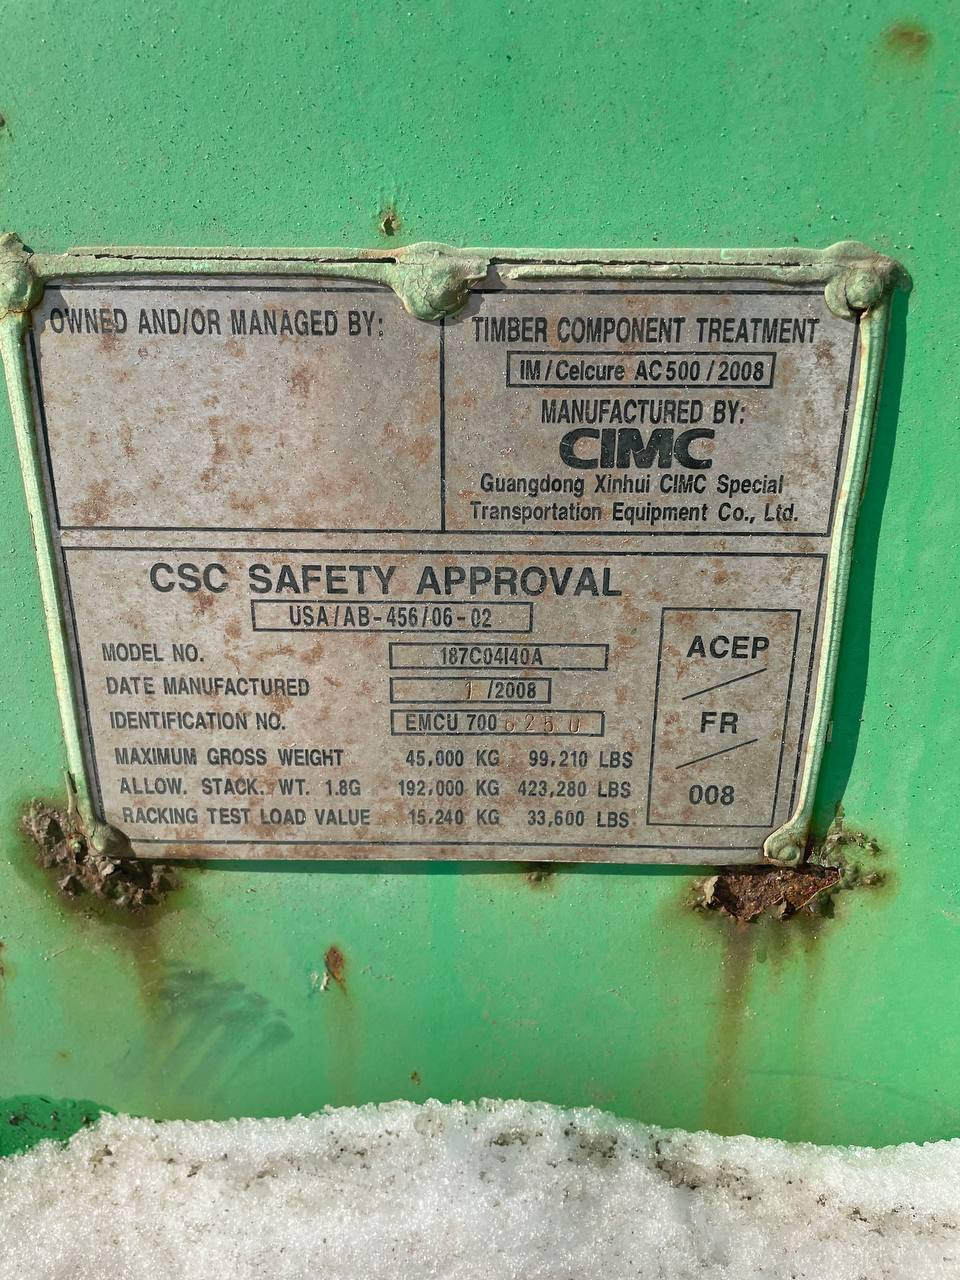 OWNED AND/OR MANAGED BY:
TIMBER COMPONENT TREATMENT
IM / Celcure AC500 / 2008
MANUFACTURED BY:
CIMC
Guangdong Xinhui CIMC Special
Transportation Equipment Co., Ltd.
CSC SAFETY APPROVAL
USA/AB-456/06-02
MODEL NO. 187C04I40A
DATE MANUFACTURED 1 /2008
IDENTIFICATION NO. EMCU 700 6250
MAXIMUM GROSS WEIGHT 45,000 KG 99,210 LBS
ALLOW. STACK. WT. 1.8G 192,000 KG 423,280 LBS
RACKING TEST LOAD VALUE 15,240 KG 33,600 LBS
ACEP
/
FR
/
008